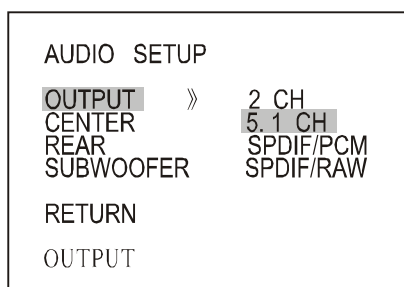 AUDIO SETUP
OUTPUT 》 2 CH
CENTER 5.1 CH
REAR SPDIF/PCM
SUBWOOFER SPDIF/RAW
RETURN
OUTPUT